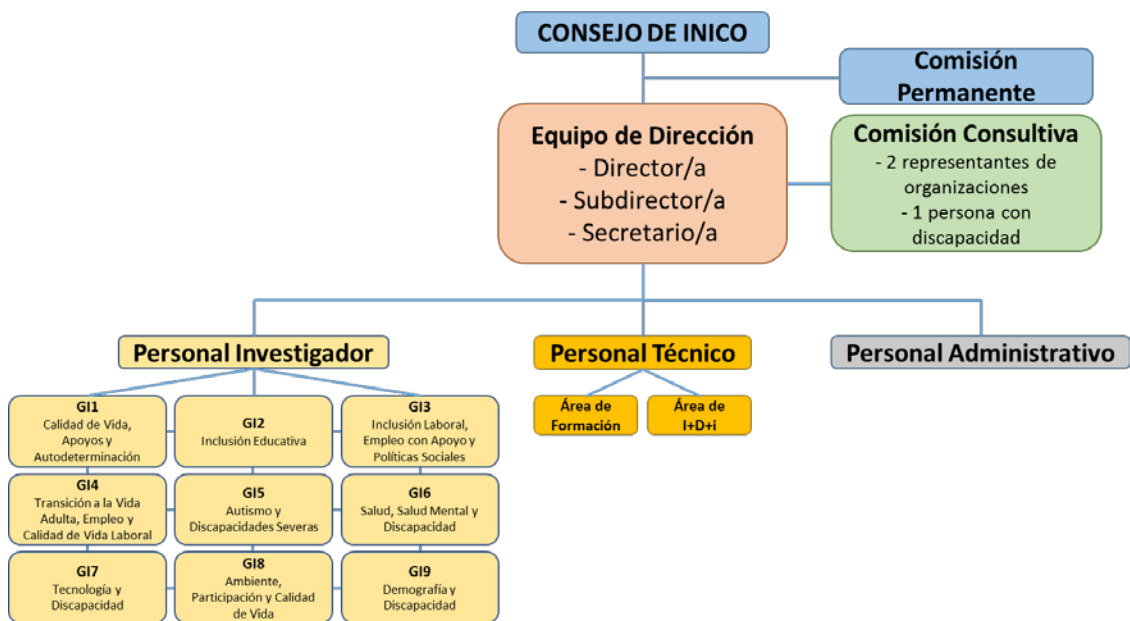 CONSEJO DE INICO
Comisión
Permanente
Equipo de Dirección
- Director/a
- Subdirector/a
- Secretario/a
Comisión Consultiva
- 2 representantes de
organizaciones
- 1 persona con
discapacidad
Personal Investigador
Personal Técnico
Personal Administrativo
GI1
Calidad de Vida,
Apoyos y
Autodeterminación
GI2
Inclusión Educativa
GI3
Inclusión Laboral,
Empleo con Apoyo y
Políticas Sociales
Área de
Formación
Área de
I+D+i
GI4
Transición a la Vida
Adulta, Empleo y
Calidad de Vida Laboral
GI5
Autismo y
Discapacidades Severas
GI6
Salud, Salud Mental y
Discapacidad
GI7
Tecnología y
Discapacidad
GI8
Ambiente,
Participación y Calidad
de Vida
GI9
Demografía y
Discapacidad